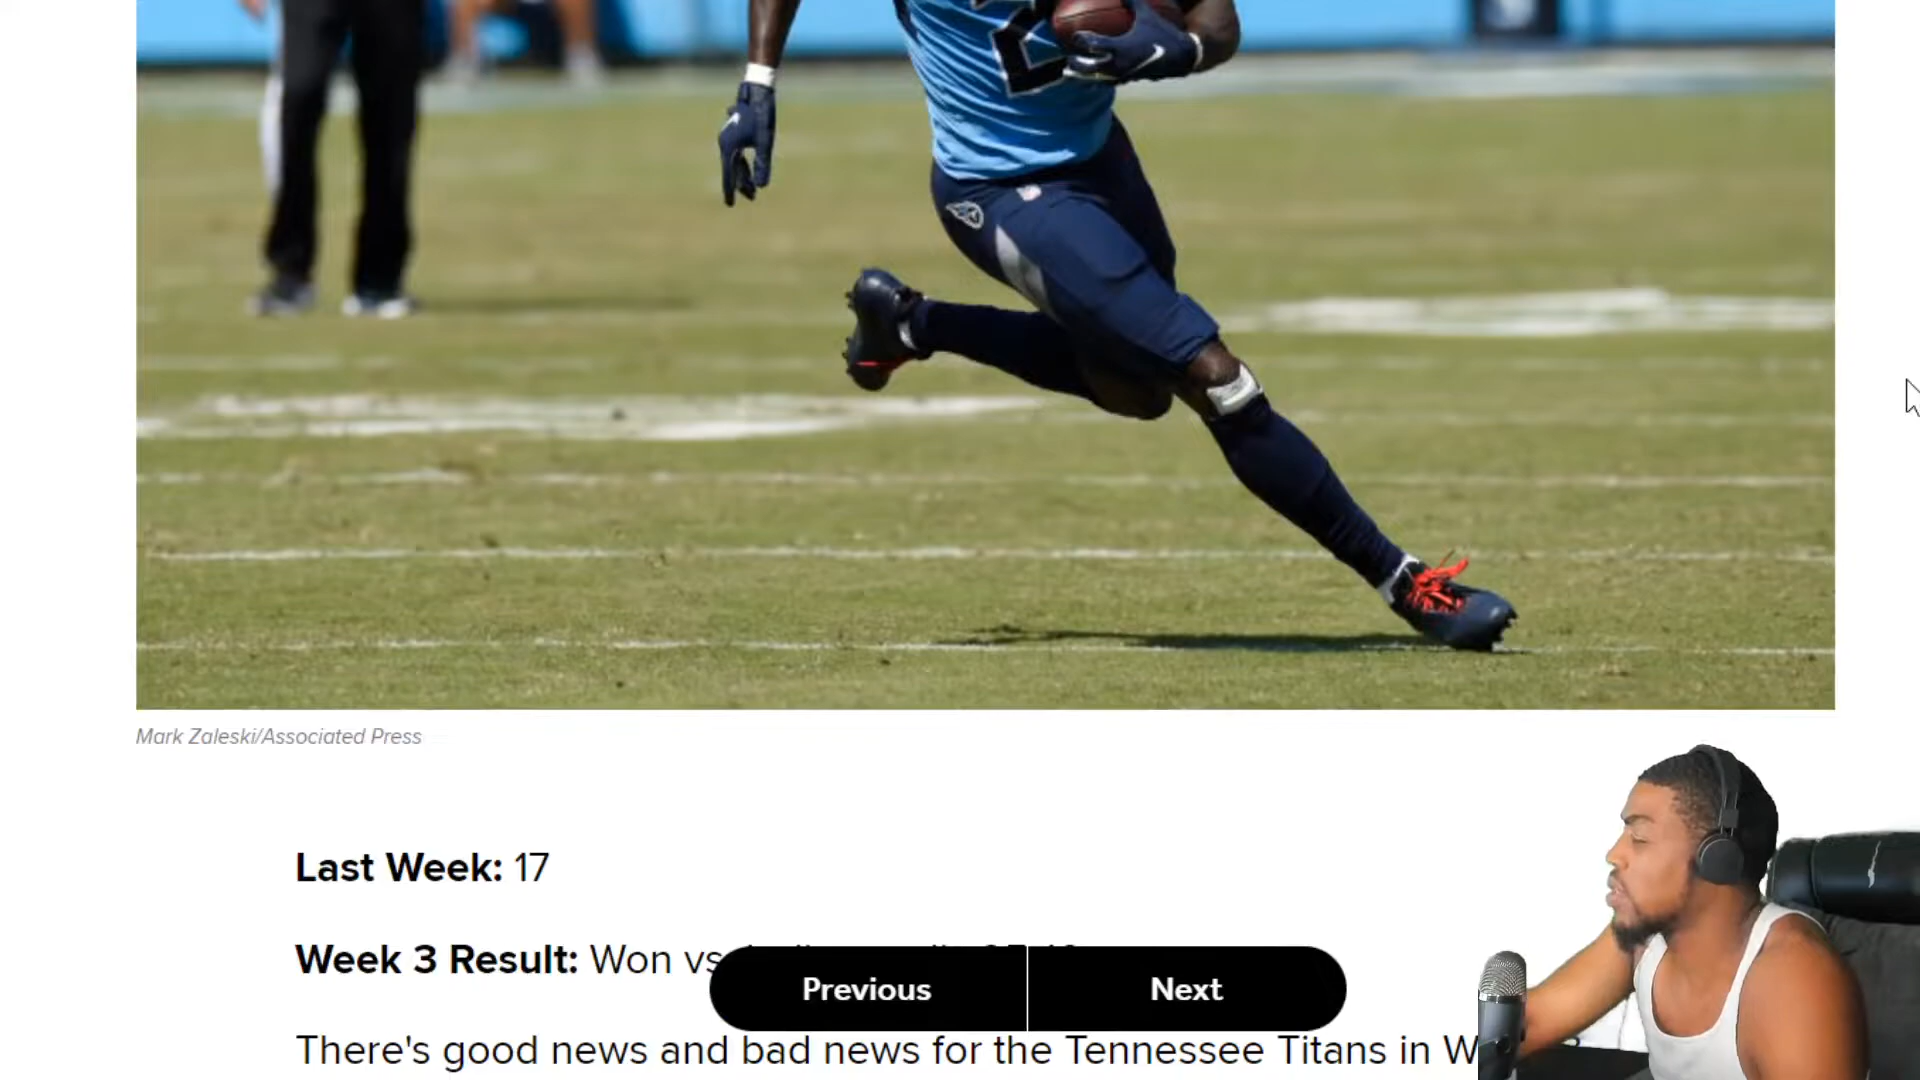 2
Mark Zaleski/Associated Press
Last Week: 17
Week 3 Result: Won vs
Previous
Next
There's good news and bad news for the Tennessee Titans in W